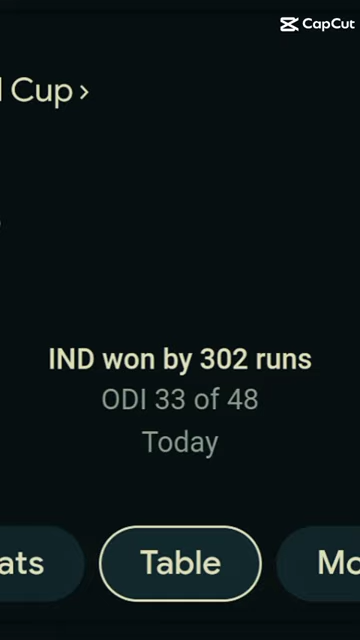 CapCut
Cup >
IND won by 302 runs
ODI 33 of 48
Today
ats
Table
Mo